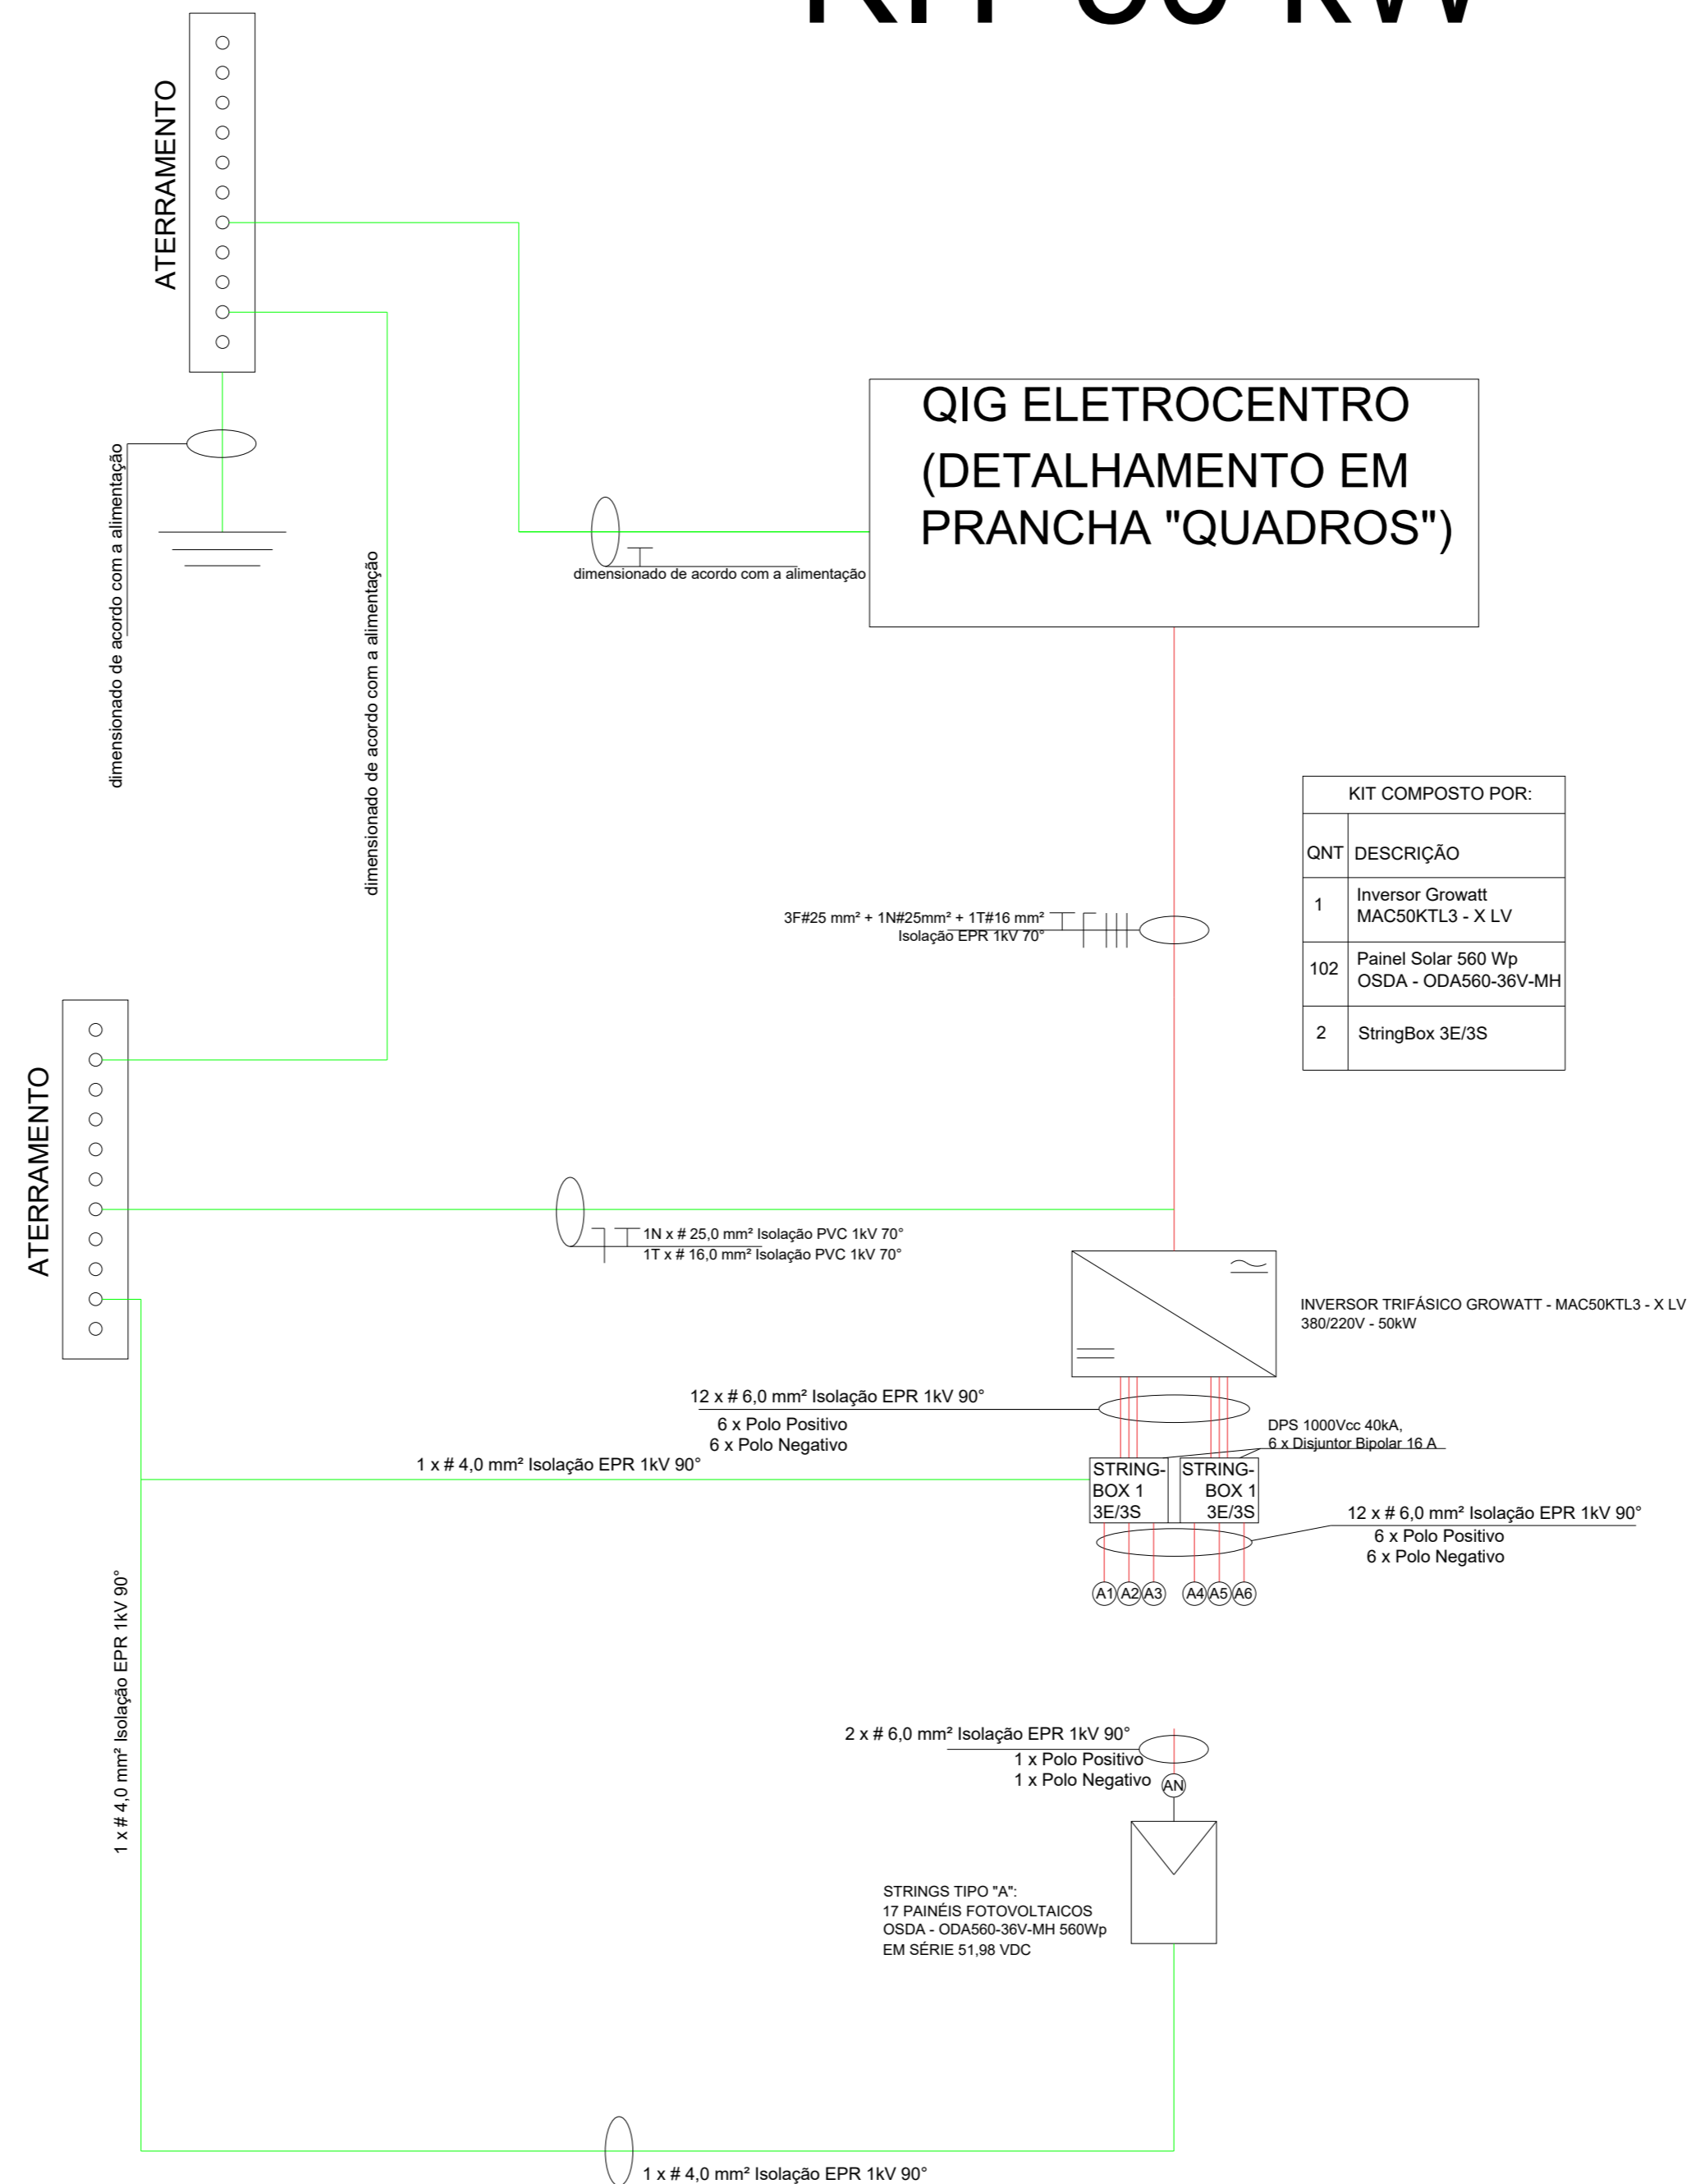 KIT kW
ATERRAMENTO
dimensionado de acordo com a alimentação
dimensionado de acordo com a alimentação
QIG ELETROCENTRO
(DETALHAMENTO EM
PRANCHA "QUADROS")
dimensionado de acordo com a alimentação
KIT COMPOSTO POR:
QNT DESCRIÇÃO
1 Inversor Growatt
MAC50KTL3 - X LV
102 Painel Solar 560 Wp
OSDA - ODA560-36V-MH
2 StringBox 3E/3S
3F#25 mm² + 1N#25mm² + 1T#16 mm²
Isolação EPR 1kV 70°
ATERRAMENTO
1N x # 25,0 mm² Isolação PVC 1kV 70°
1T x # 16,0 mm² Isolação PVC 1kV 70°
INVERSOR TRIFÁSICO GROWATT - MAC50KTL3 - X LV
380/220V - 50kW
12 x # 6,0 mm² Isolação EPR 1kV 90°
6 x Polo Positivo
6 x Polo Negativo
DPS 1000Vcc 40kA,
6 x Disjuntor Bipolar 16 A
1 x # 4,0 mm² Isolação EPR 1kV 90°
STRING-
BOX 1
3E/3S
STRING-
BOX 1
3E/3S
12 x # 6,0 mm² Isolação EPR 1kV 90°
6 x Polo Positivo
6 x Polo Negativo
A1 A2 A3 A4 A5 A6
1 x # 4,0 mm² Isolação EPR 1kV 90°
2 x # 6,0 mm² Isolação EPR 1kV 90°
1 x Polo Positivo
1 x Polo Negativo
AN
STRINGS TIPO "A":
17 PAINÉIS FOTOVOLTAICOS
OSDA - ODA560-36V-MH 560Wp
EM SÉRIE 51,98 VDC
1 x # 4,0 mm² Isolação EPR 1kV 90°